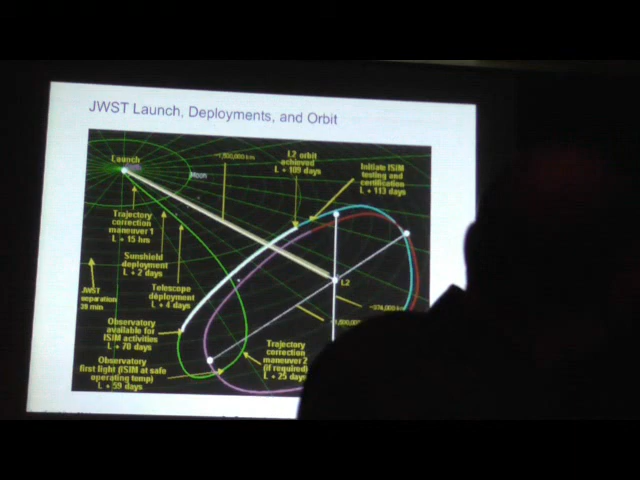 JWST Launch, Deployments, and Orbit
Launch
~1,500,000 km
Moon
L2 orbit
achieved
L + 109 days
Initiate ISIM
testing and
certification
L + 113 days
Trajectory
correction
maneuver 1
L + 15 hrs
Sunshield
deployment
L + 2 days
Telescope
deployment
L + 4 days
JWST
separation
28 min
L2
Observatory
available for
ISIM activities
L + 78 days
Observatory
first light (ISIM at safe
operating temp)
L + 59 days
Trajectory
correction
maneuver 2
(if required)
L + 25 days